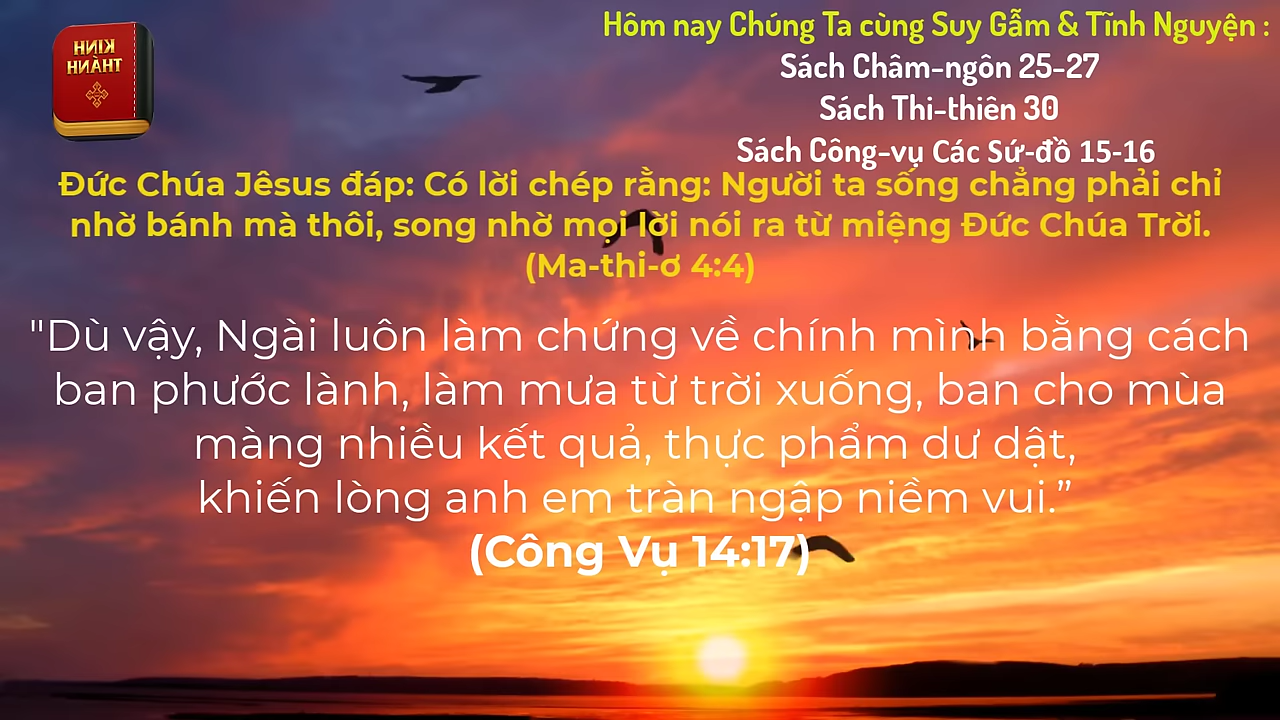 KINH
THÀNH
Hôm nay Chúng Ta cùng Suy Gẫm & Tĩnh Nguyện :
Sách Châm-ngôn 25-27
Sách Thi-thiên 30
Sách Công-vụ Các Sứ-đồ 15-16
Đức Chúa Jêsus đáp: Có lời chép rằng: Người ta sống chẳng phải chỉ
nhờ bánh mà thôi, song nhờ mọi lời nói ra từ miệng Đức Chúa Trời.
(Ma-thi-ơ 4:4)
"Dù vậy, Ngài luôn làm chứng về chính mình bằng cách
ban phước lành, làm mưa từ trời xuống, ban cho mùa
màng nhiều kết quả, thực phẩm dư dật,
khiến lòng anh em tràn ngập niềm vui.”
(Công Vụ 14:17)